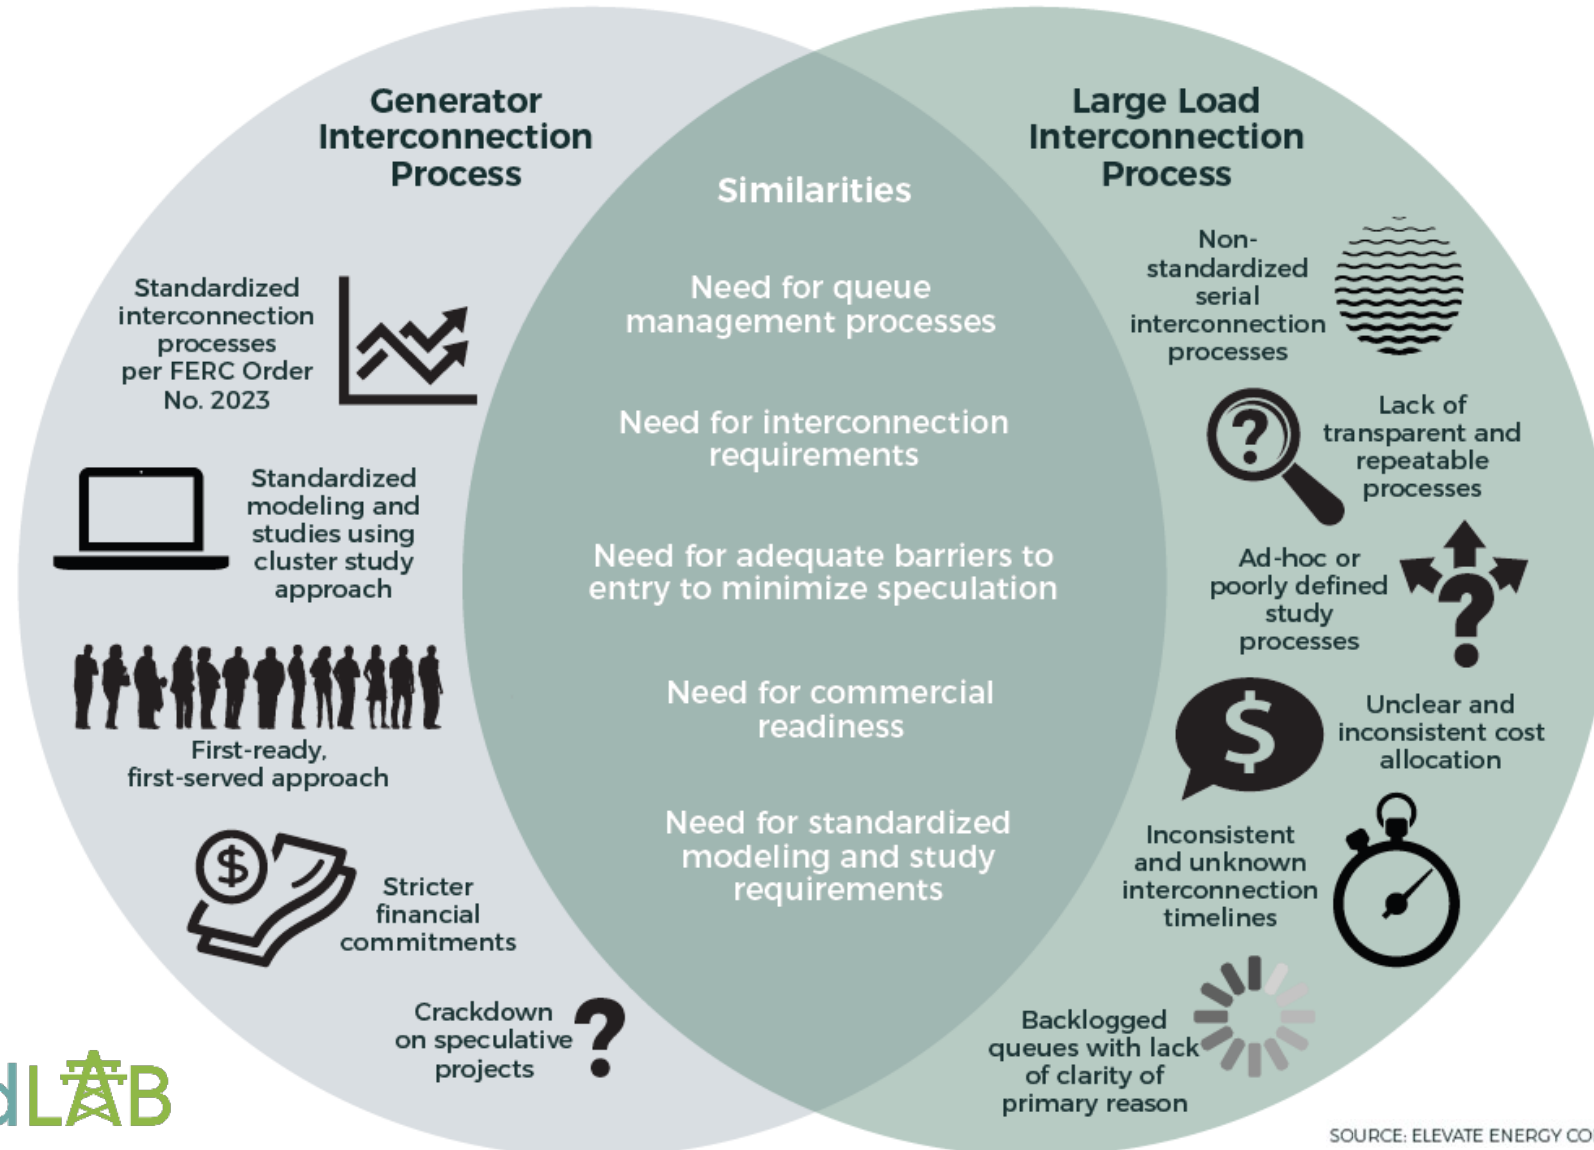 Generator
Interconnection
Process
Standardized
interconnection
processes
per FERC Order
No. 2023
Standardized
modeling and
studies using
cluster study
approach
First-ready,
first-served approach
$
Stricter
financial
commitments
Crackdown
on speculative
projects
?
Similarities
Need for queue
management processes
Need for interconnection
requirements
Need for adequate barriers to
entry to minimize speculation
Need for commercial
readiness
Need for standardized
modeling and study
requirements
Large Load
Interconnection
Process
Non-
standardized
serial
interconnection
processes
?
Lack of
transparent and
repeatable
processes
Ad-hoc or
poorly defined
study
processes
?
$
Unclear and
inconsistent cost
allocation
Inconsistent
and unknown
interconnection
timelines
Backlogged
queues with lack
of clarity of
primary reason
dLAB
SOURCE: ELEVATE ENERGY CO